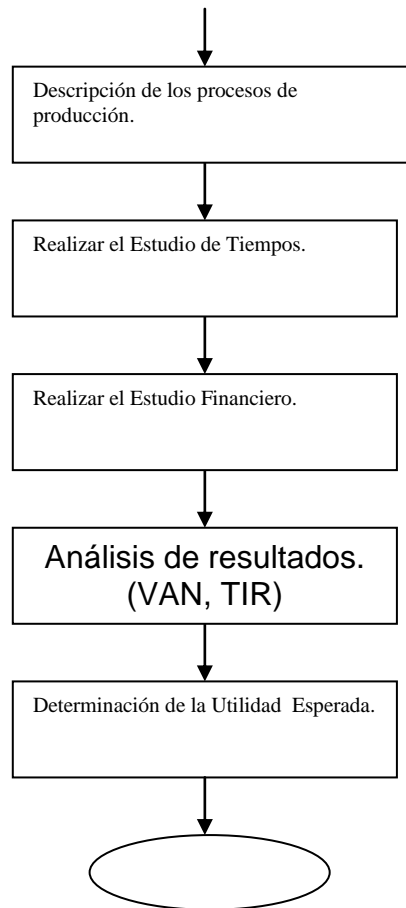 Descripción de los procesos de
producción.
Realizar el Estudio de Tiempos.
Realizar el Estudio Financiero.
Análisis de resultados.
(VAN, TIR)
Determinación de la Utilidad Esperada.